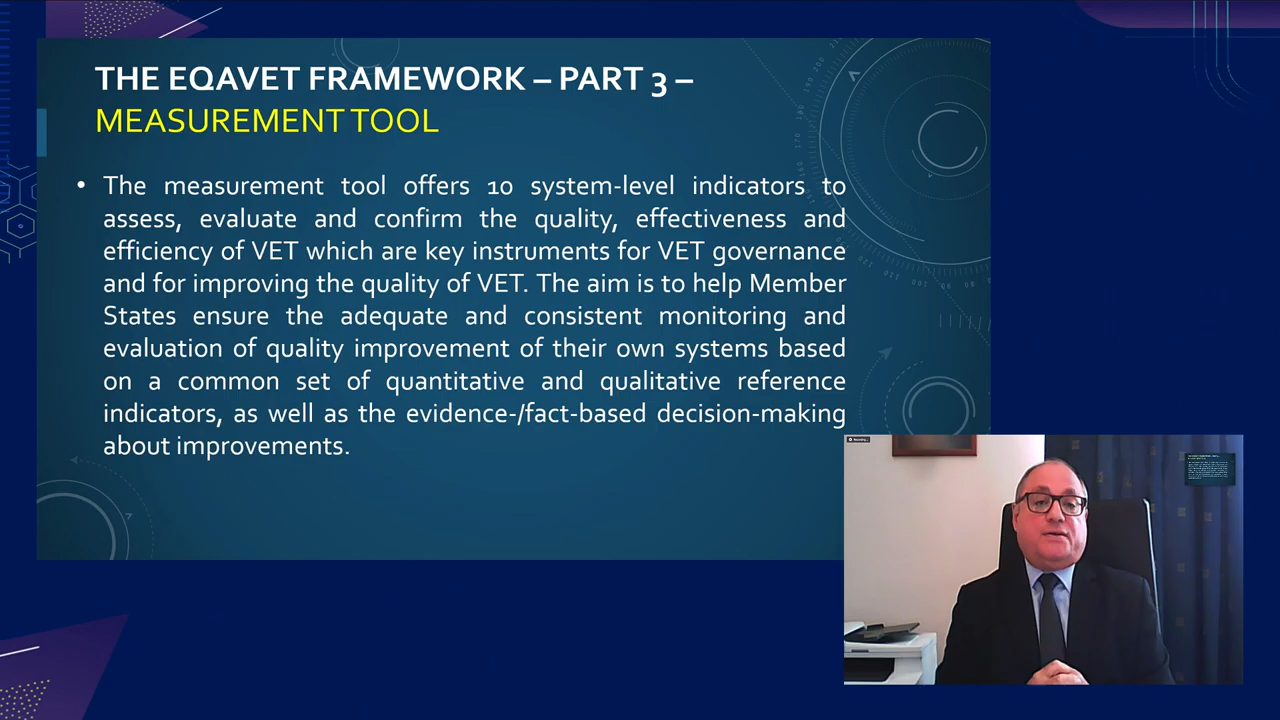 THE EQAVET FRAMEWORK – PART 3 –
MEASUREMENT TOOL
• The measurement tool offers 10 system-level indicators to
assess, evaluate and confirm the quality, effectiveness and
efficiency of VET which are key instruments for VET governance
and for improving the quality of VET. The aim is to help Member
States ensure the adequate and consistent monitoring and
evaluation of quality improvement of their own systems based
on a common set of quantitative and qualitative reference
indicators, as well as the evidence-/fact-based decision-making
about improvements.